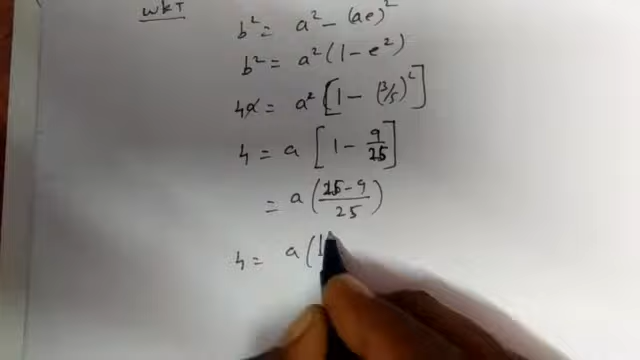 WKT
b² = a² - (ae)²
b² = a²(1 - e²)
4a = a² [1 - (3/5)²]
4 = a [1 - 9/25]
= a (25-9/25)
4 = a (1